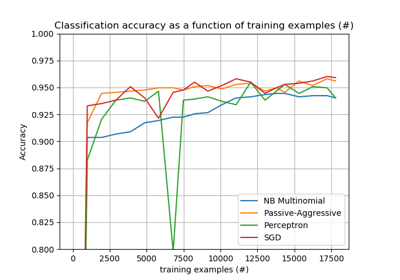 Classification accuracy as a function of training examples (#)
1.000
0.975
0.950
0.925
0.900
0.875
0.850
0.825
0.800
Accuracy
0 2500 5000 7500 10000 12500 15000 17500
training examples (#)
NB Multinomial
Passive-Aggressive
Perceptron
SGD